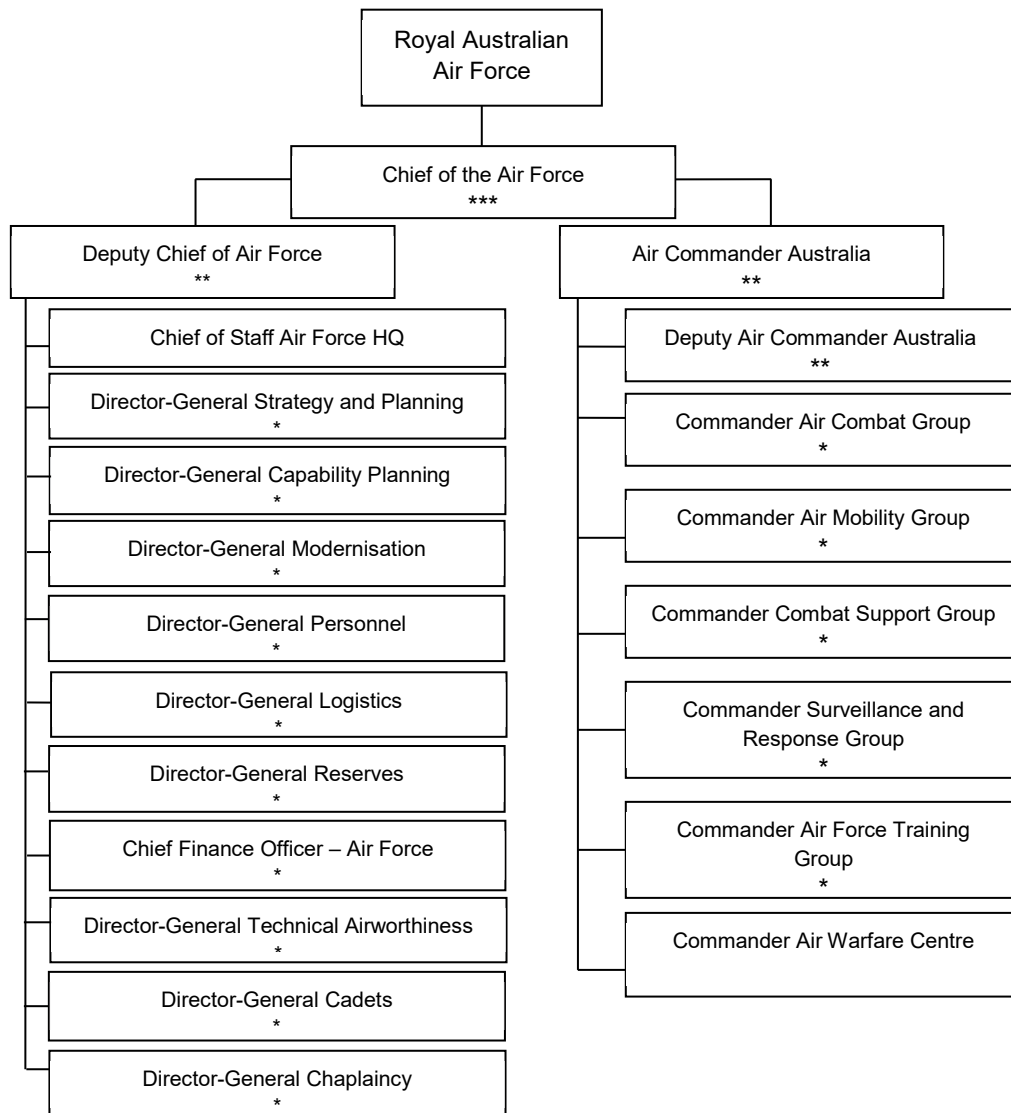 Royal Australian
Air Force
Chief of the Air Force
***
Deputy Chief of Air Force
**
Chief of Staff Air Force HQ
Director-General Strategy and Planning
*
Director-General Capability Planning
*
Director-General Modernisation
*
Director-General Personnel
*
Director-General Logistics
*
Director-General Reserves
*
Chief Finance Officer – Air Force
*
Director-General Technical Airworthiness
*
Director-General Cadets
*
Director-General Chaplaincy
*
Air Commander Australia
**
Deputy Air Commander Australia
**
Commander Air Combat Group
*
Commander Air Mobility Group
*
Commander Combat Support Group
*
Commander Surveillance and
Response Group
*
Commander Air Force Training
Group
*
Commander Air Warfare Centre